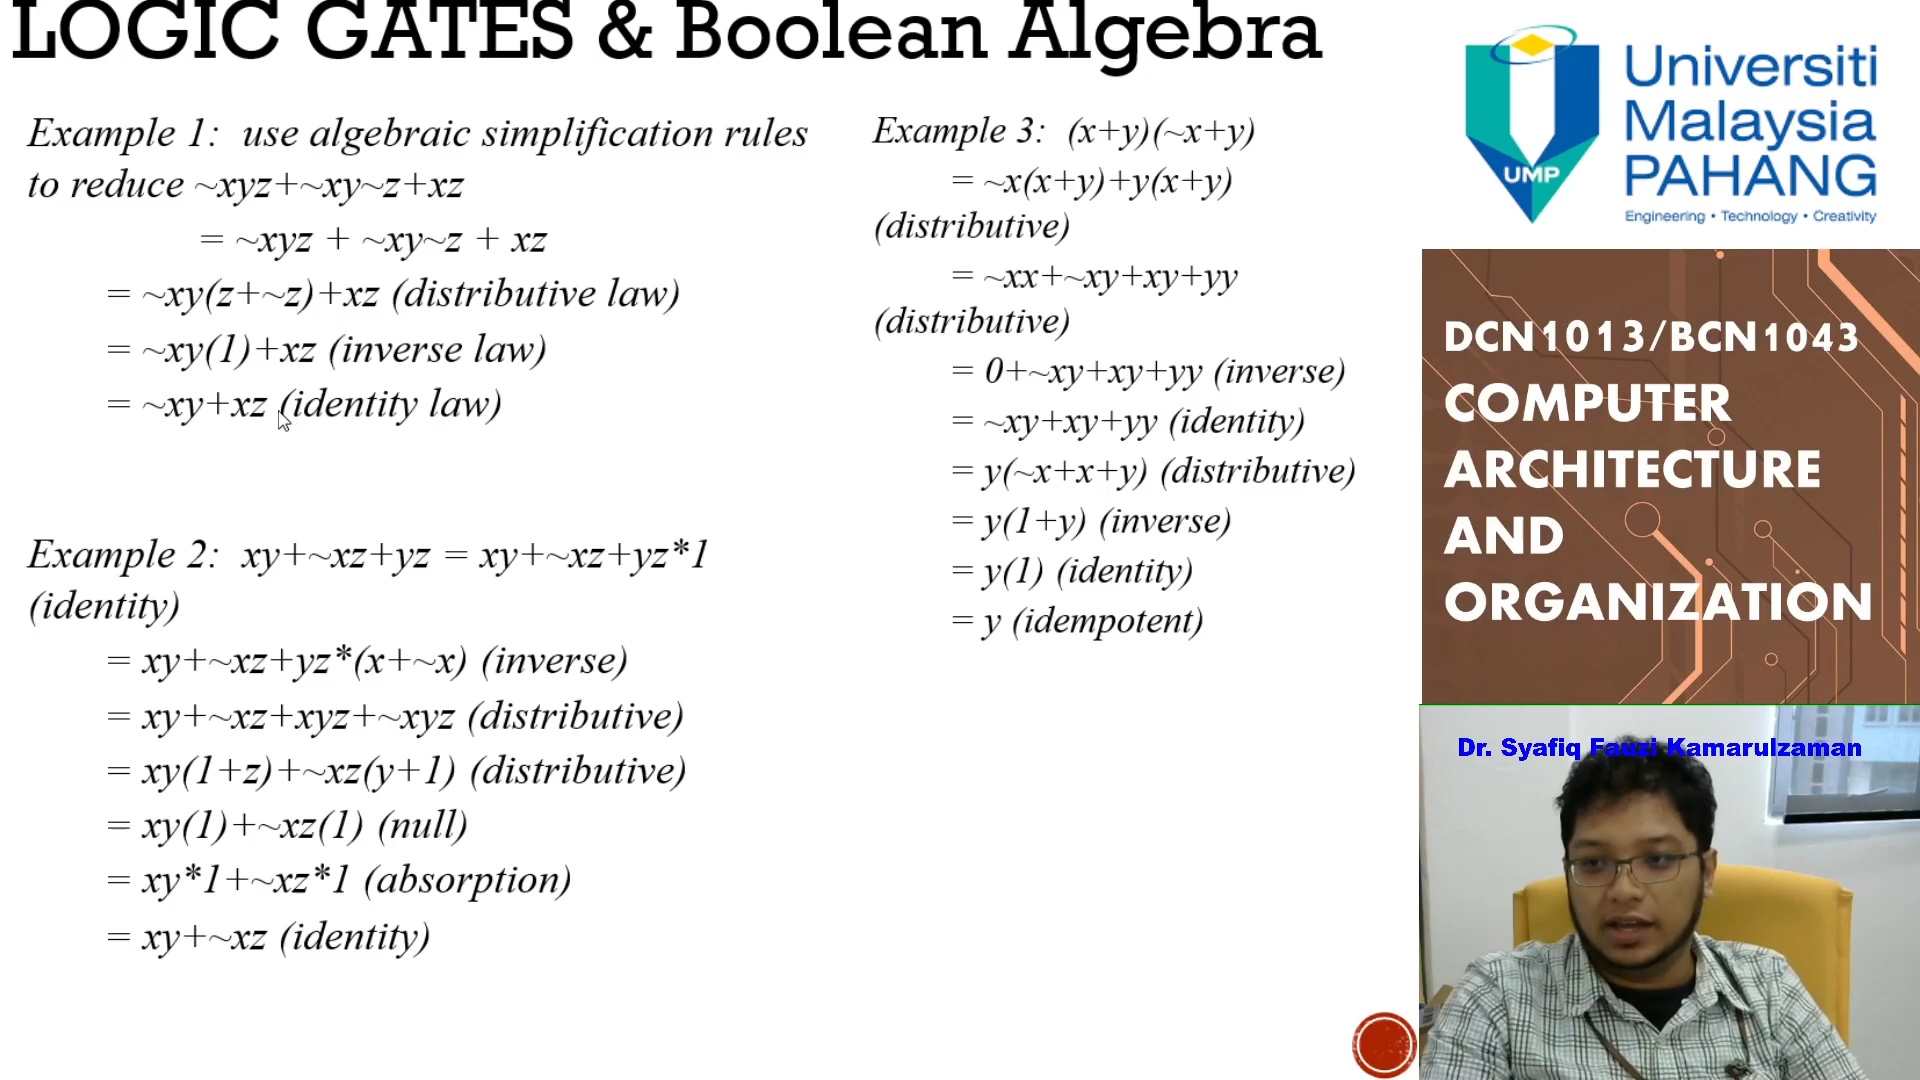 LOGIC GATES & Boolean Algebra
Example 1: use algebraic simplification rules
to reduce ~xyz+~xy~z+xz
= ~xyz + ~xy~z + xz
= ~xy(z+~z)+xz (distributive law)
= ~xy(1)+xz (inverse law)
= ~xy+xz (identity law)
Example 2: xy+~xz+yz = xy+~xz+yz*1
(identity)
= xy+~xz+yz*(x+~x) (inverse)
= xy+~xz+xyz+~xyz (distributive)
= xy(1+z)+~xz(y+1) (distributive)
= xy(1)+~xz(1) (null)
= xy*1+~xz*1 (absorption)
= xy+~xz (identity)
Example 3: (x+y)(~x+y)
= ~x(x+y)+y(x+y)
(distributive)
= ~xx+~xy+xy+yy
(distributive)
= 0+~xy+xy+yy (inverse)
= ~xy+xy+yy (identity)
= y(~x+x+y) (distributive)
= y(1+y) (inverse)
= y(1) (identity)
= y (idempotent)
UMP
Universiti
Malaysia
PAHANG
Engineering • Technology • Creativity
DCN1013/BCN1043
COMPUTER
ARCHITECTURE
AND
ORGANIZATION
Dr. Syafiq Fauzi Kamarulzaman